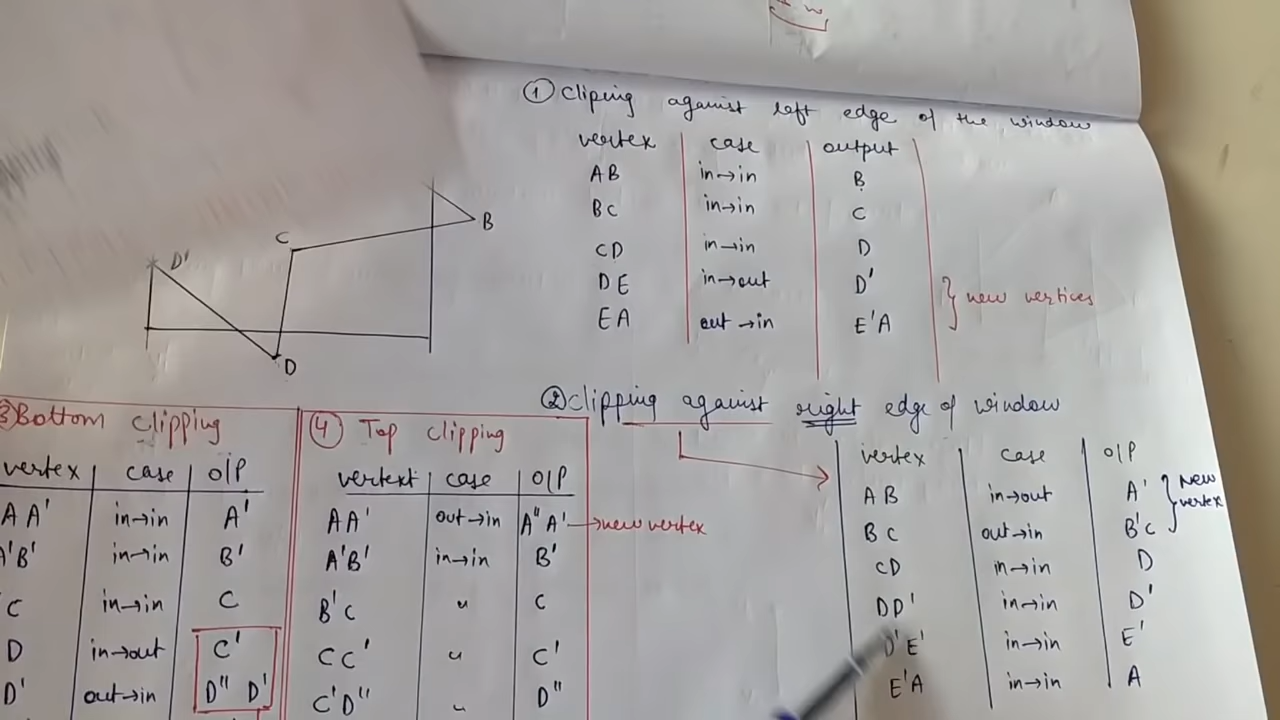 w
① Cliping against left edge of the window
vertex case output
AB in→in B
BC in→in C
CD in→in D
DE in→out D'
EA out→in E'A
} new vertices
B
C
D'
D
② clipping against right edge of window
vertex case O|P
AB in→out A'
BC out→in B'C
} New vertex
CD in→in D
DD' in→in D'
D'E' in→in E'
E'A in→in A
③ Bottom clipping
vertex case O|P
AA' in→in A'
A'B' in→in B'
C in→in C
D in→out C'
D' out→in D'' D'
④ Top clipping
vertext case O|P
AA' out→in A'' A' →new vertex
A'B' in→in B'
B'C " C
CC' " C'
C'D'' " D''